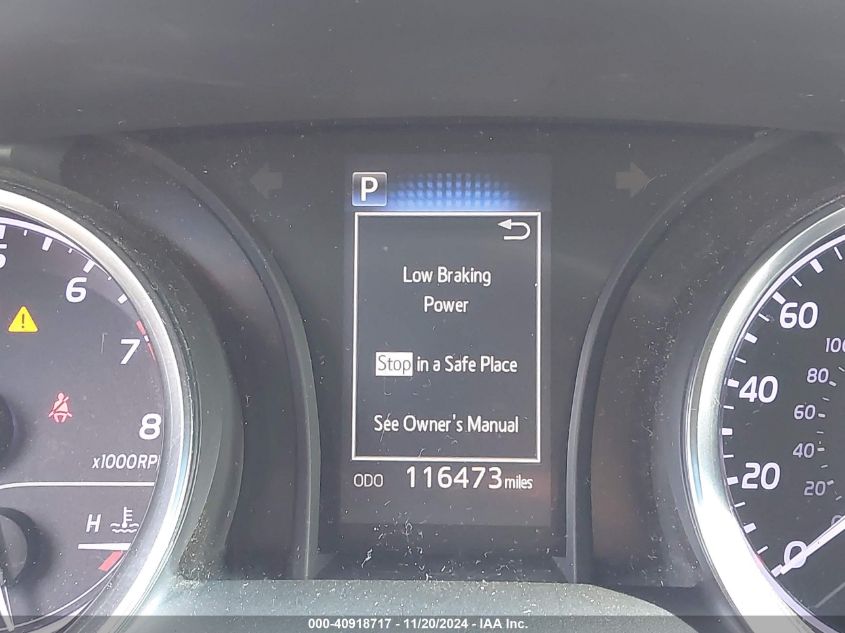 P
Low Braking
Power
Stop in a Safe Place
See Owner's Manual
ODO 116473 miles
5
6
7
8
x1000RP
H
60
40
20
0
100
80
60
40
20
000-40918717 - 11/20/2024 - IAA Inc.